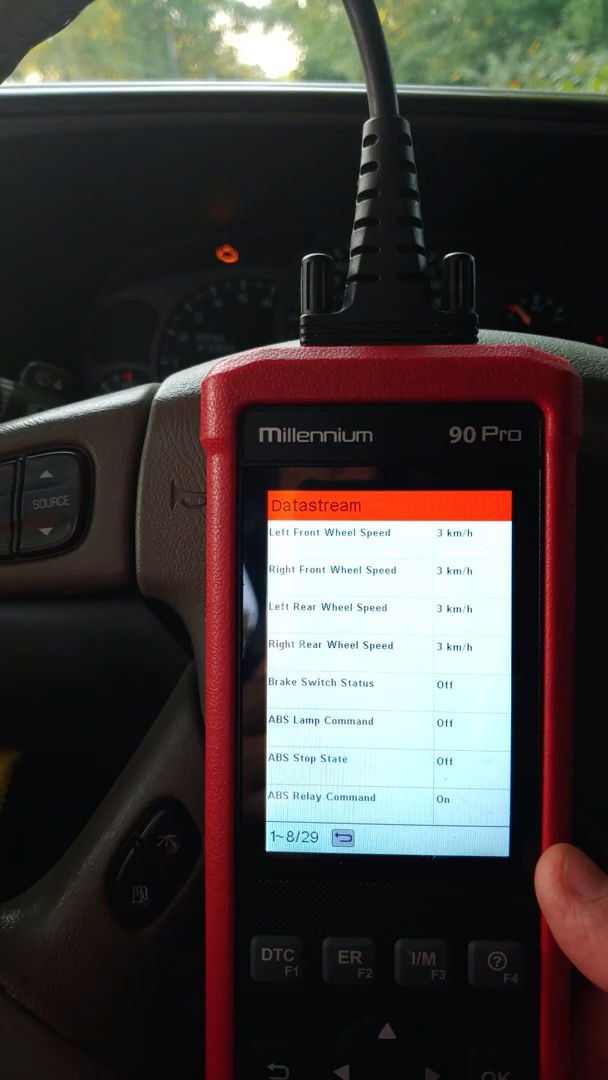 Millennium 90 Pro
SOURCE
Datastream
Left Front Wheel Speed 3 km/h
Right Front Wheel Speed 3 km/h
Left Rear Wheel Speed 3 km/h
Right Rear Wheel Speed 3 km/h
Brake Switch Status Off
ABS Lamp Command Off
ABS Stop State Off
ABS Relay Command On
1~8/29
DTC F1 ER F2 I/M F3 ? F4
OK